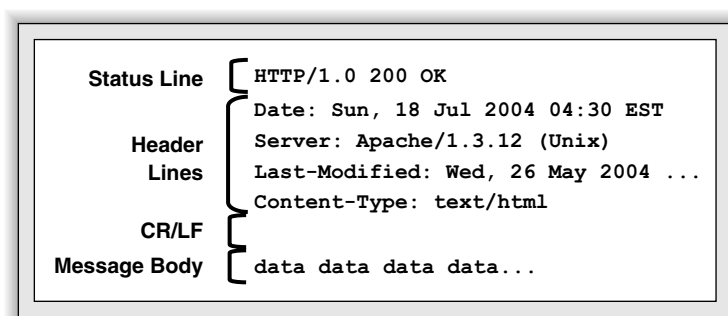 Status Line HTTP/1.0 200 OK
Date: Sun, 18 Jul 2004 04:30 EST
Header Server: Apache/1.3.12 (Unix)
Lines Last-Modified: Wed, 26 May 2004 ...
Content-Type: text/html
CR/LF
Message Body data data data data...